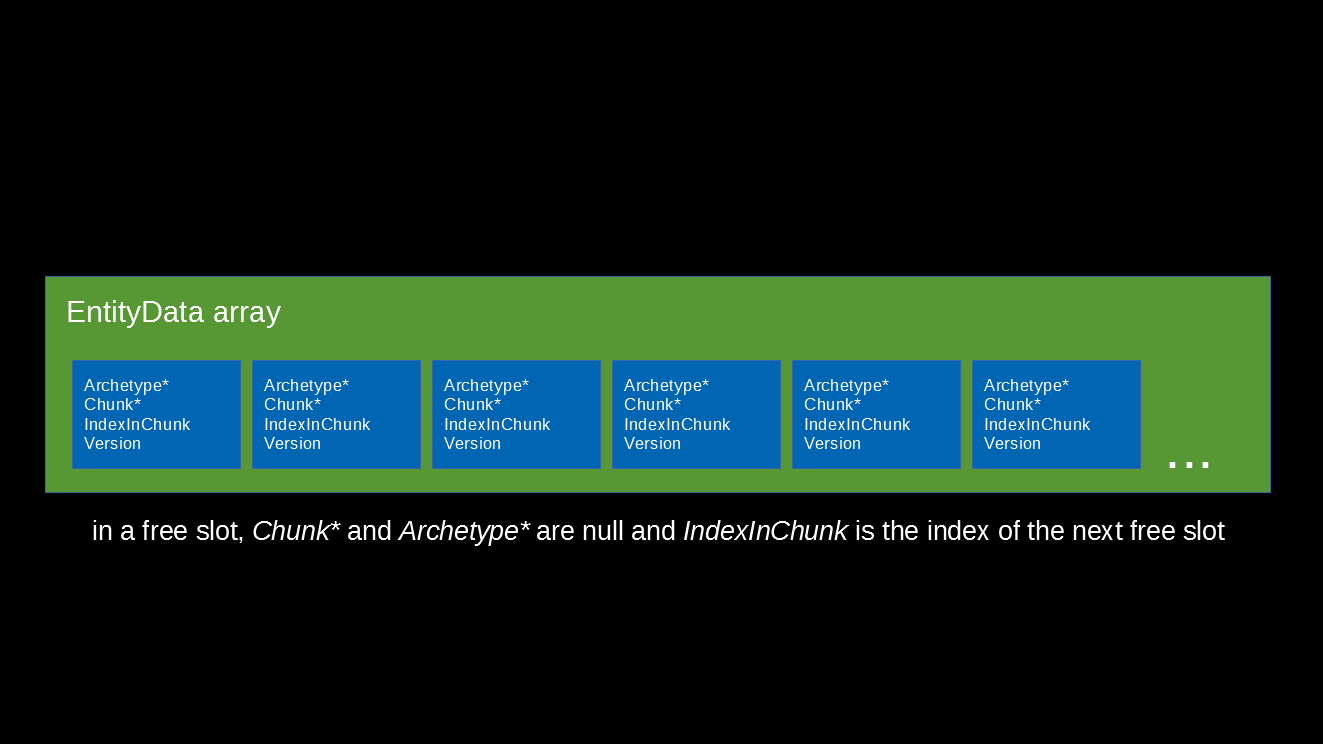 EntityData array
Archetype*
Chunk*
IndexInChunk
Version
Archetype*
Chunk*
IndexInChunk
Version
Archetype*
Chunk*
IndexInChunk
Version
Archetype*
Chunk*
IndexInChunk
Version
Archetype*
Chunk*
IndexInChunk
Version
Archetype*
Chunk*
IndexInChunk
Version
...
in a free slot, Chunk* and Archetype* are null and IndexInChunk is the index of the next free slot